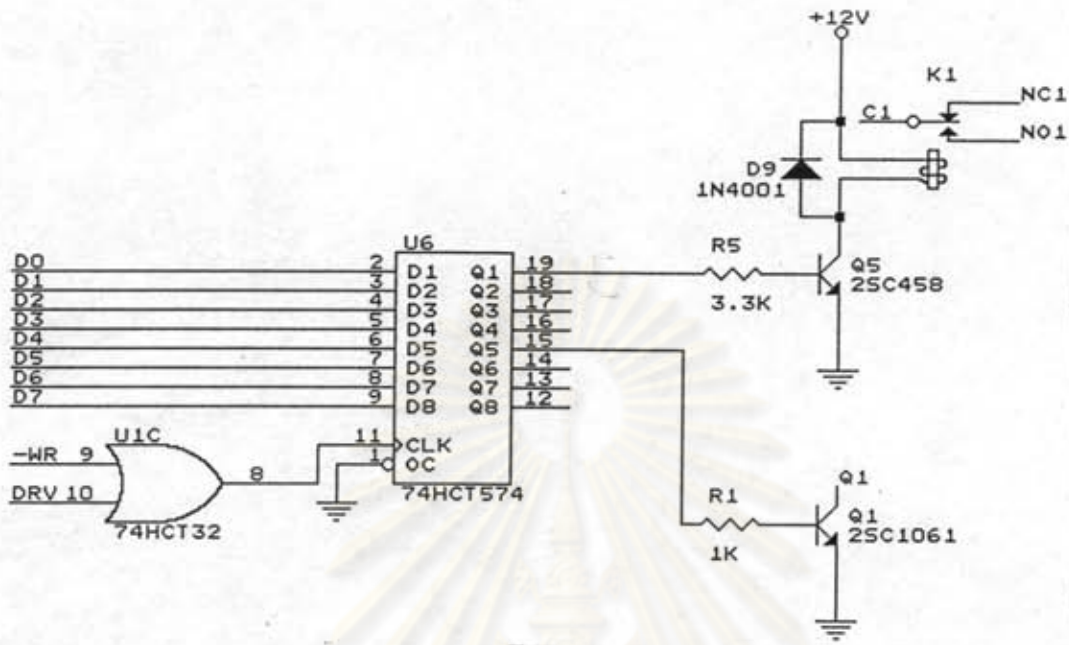 +12V
K1
NC1
C1
NO1
D9
1N4001
U6
D0 2 D1 Q1 19
D1 3 D2 Q2 18
D2 4 D3 Q3 17
D3 5 D4 Q4 16
D4 6 D5 Q5 15
D5 7 D6 Q6 14
D6 8 D7 Q7 13
D7 9 D8 Q8 12
R5
3.3K
Q5
2SC458
U1C
11 CLK
1 OC
-WR 9
8
DRV 10
74HCT32
74HCT574
R1
1K
Q1
Q1
2SC1061